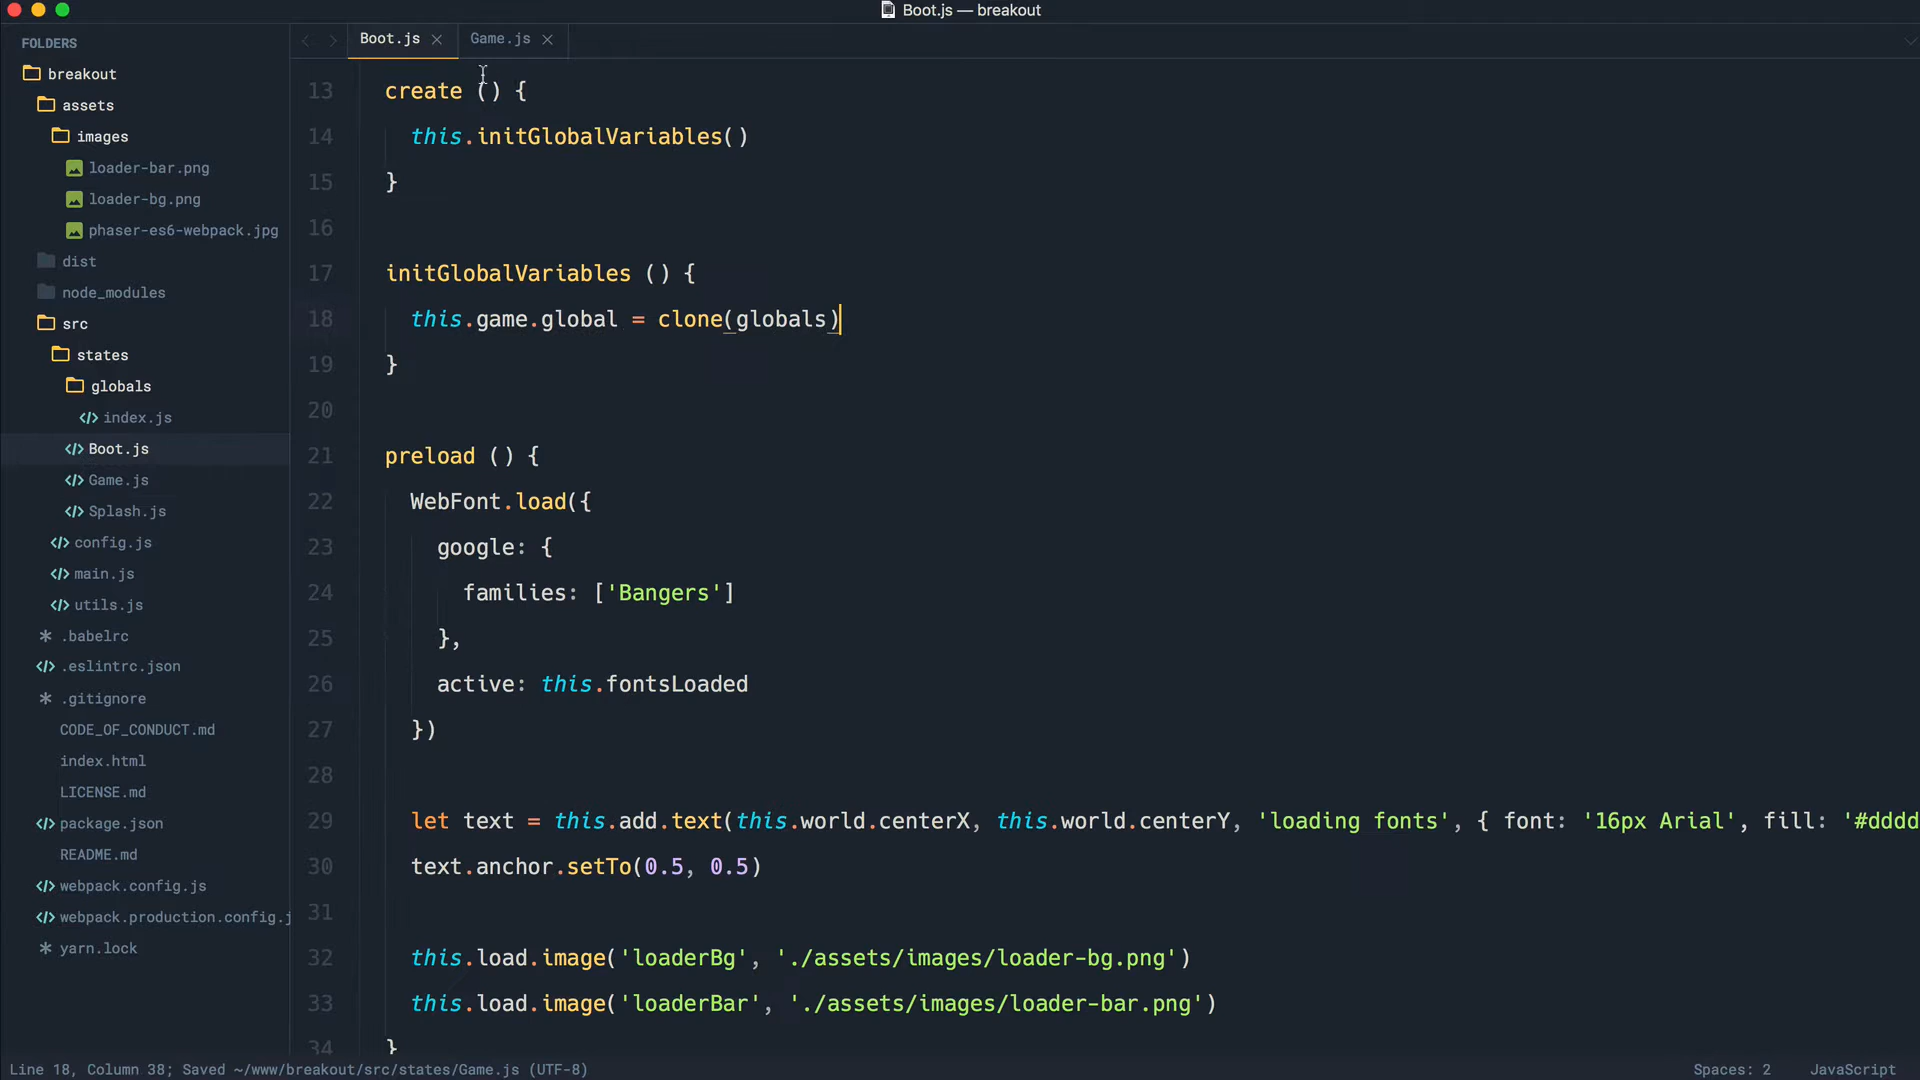 Boot.js — breakout
FOLDERS
breakout
assets
images
loader-bar.png
loader-bg.png
phaser-es6-webpack.jpg
dist
node_modules
src
states
globals
index.js
Boot.js
Game.js
Splash.js
config.js
main.js
utils.js
.babelrc
.eslintrc.json
.gitignore
CODE_OF_CONDUCT.md
index.html
LICENSE.md
package.json
README.md
webpack.config.js
webpack.production.config.j
yarn.lock
Boot.js Game.js
13 create () {
14 this.initGlobalVariables()
15 }
16
17 initGlobalVariables () {
18 this.game.global = clone(globals)
19 }
20
21 preload () {
22 WebFont.load({
23 google: {
24 families: ['Bangers']
25 },
26 active: this.fontsLoaded
27 })
28
29 let text = this.add.text(this.world.centerX, this.world.centerY, 'loading fonts', { font: '16px Arial', fill: '#dddd
30 text.anchor.setTo(0.5, 0.5)
31
32 this.load.image('loaderBg', './assets/images/loader-bg.png')
33 this.load.image('loaderBar', './assets/images/loader-bar.png')
34 }
Line 18, Column 38; Saved ~/www/breakout/src/states/Game.js (UTF-8)
Spaces: 2 JavaScript